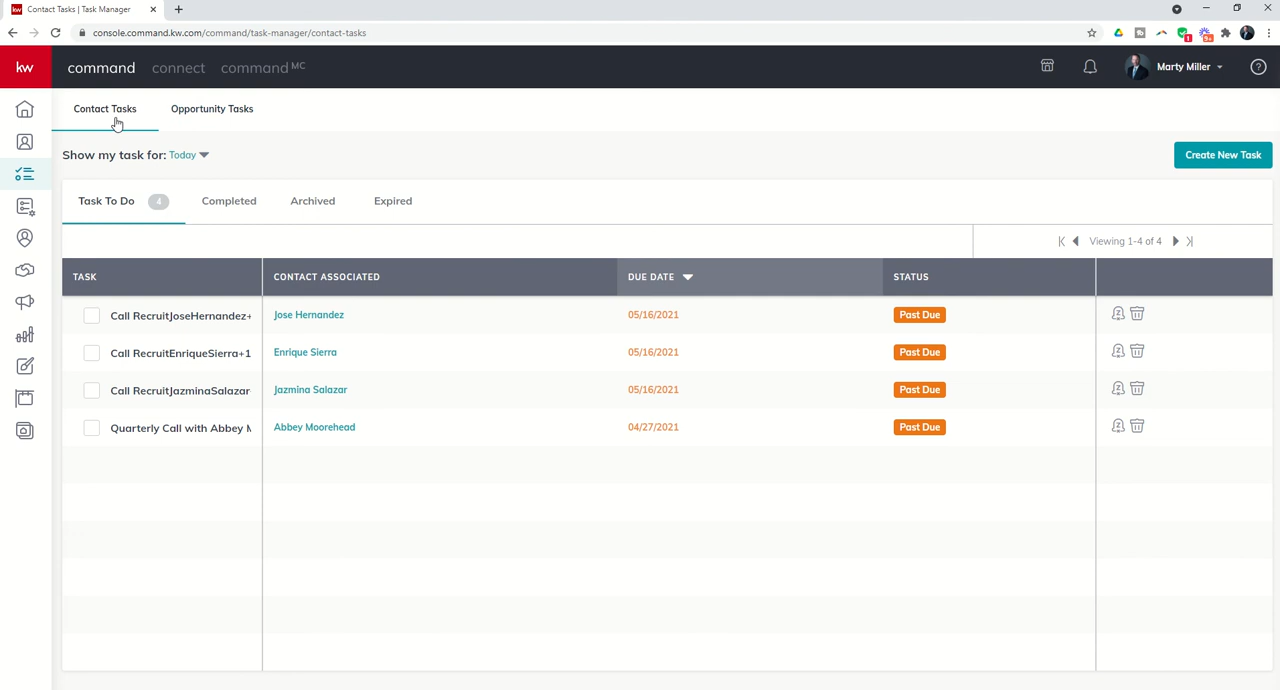 kw Contact Tasks | Task Manager
console.command.kw.com/command/task-manager/contact-tasks
1
9+
kw
command connect command MC
Marty Miller
?
Contact Tasks Opportunity Tasks
Show my task for: Today
Create New Task
Task To Do 4 Completed Archived Expired
Viewing 1-4 of 4
TASK CONTACT ASSOCIATED DUE DATE STATUS
Call RecruitJoseHernandez+ Jose Hernandez 05/16/2021 Past Due
Call RecruitEnriqueSierra+1 Enrique Sierra 05/16/2021 Past Due
Call RecruitJazminaSalazar Jazmina Salazar 05/16/2021 Past Due
Quarterly Call with Abbey M Abbey Moorehead 04/27/2021 Past Due